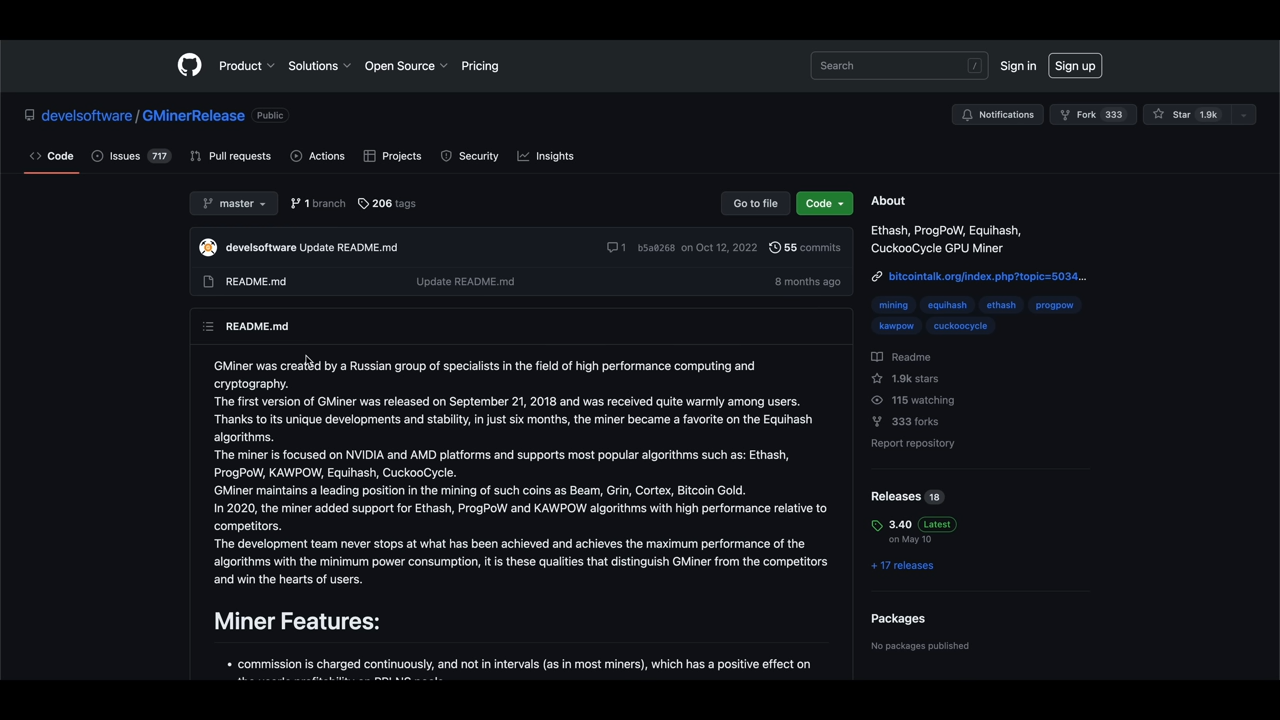 Product Solutions Open Source Pricing Search / Sign in Sign up
develsoftware / GMinerRelease Public Notifications Fork 333 Star 1.9k
Code Issues 717 Pull requests Actions Projects Security Insights
master 1 branch 206 tags Go to file Code
develsoftware Update README.md 1 b5a0268 on Oct 12, 2022 55 commits
README.md Update README.md 8 months ago
README.md
GMiner was created by a Russian group of specialists in the field of high performance computing and
cryptography.
The first version of GMiner was released on September 21, 2018 and was received quite warmly among users.
Thanks to its unique developments and stability, in just six months, the miner became a favorite on the Equihash
algorithms.
The miner is focused on NVIDIA and AMD platforms and supports most popular algorithms such as: Ethash,
ProgPoW, KAWPOW, Equihash, CuckooCycle.
GMiner maintains a leading position in the mining of such coins as Beam, Grin, Cortex, Bitcoin Gold.
In 2020, the miner added support for Ethash, ProgPoW and KAWPOW algorithms with high performance relative to
competitors.
The development team never stops at what has been achieved and achieves the maximum performance of the
algorithms with the minimum power consumption, it is these qualities that distinguish GMiner from the competitors
and win the hearts of users.
Miner Features:
• commission is charged continuously, and not in intervals (as in most miners), which has a positive effect on
About
Ethash, ProgPoW, Equihash,
CuckooCycle GPU Miner
bitcointalk.org/index.php?topic=5034...
mining equihash ethash progpow
kawpow cuckoocycle
Readme
1.9k stars
115 watching
333 forks
Report repository
Releases 18
3.40 Latest
on May 10
+ 17 releases
Packages
No packages published